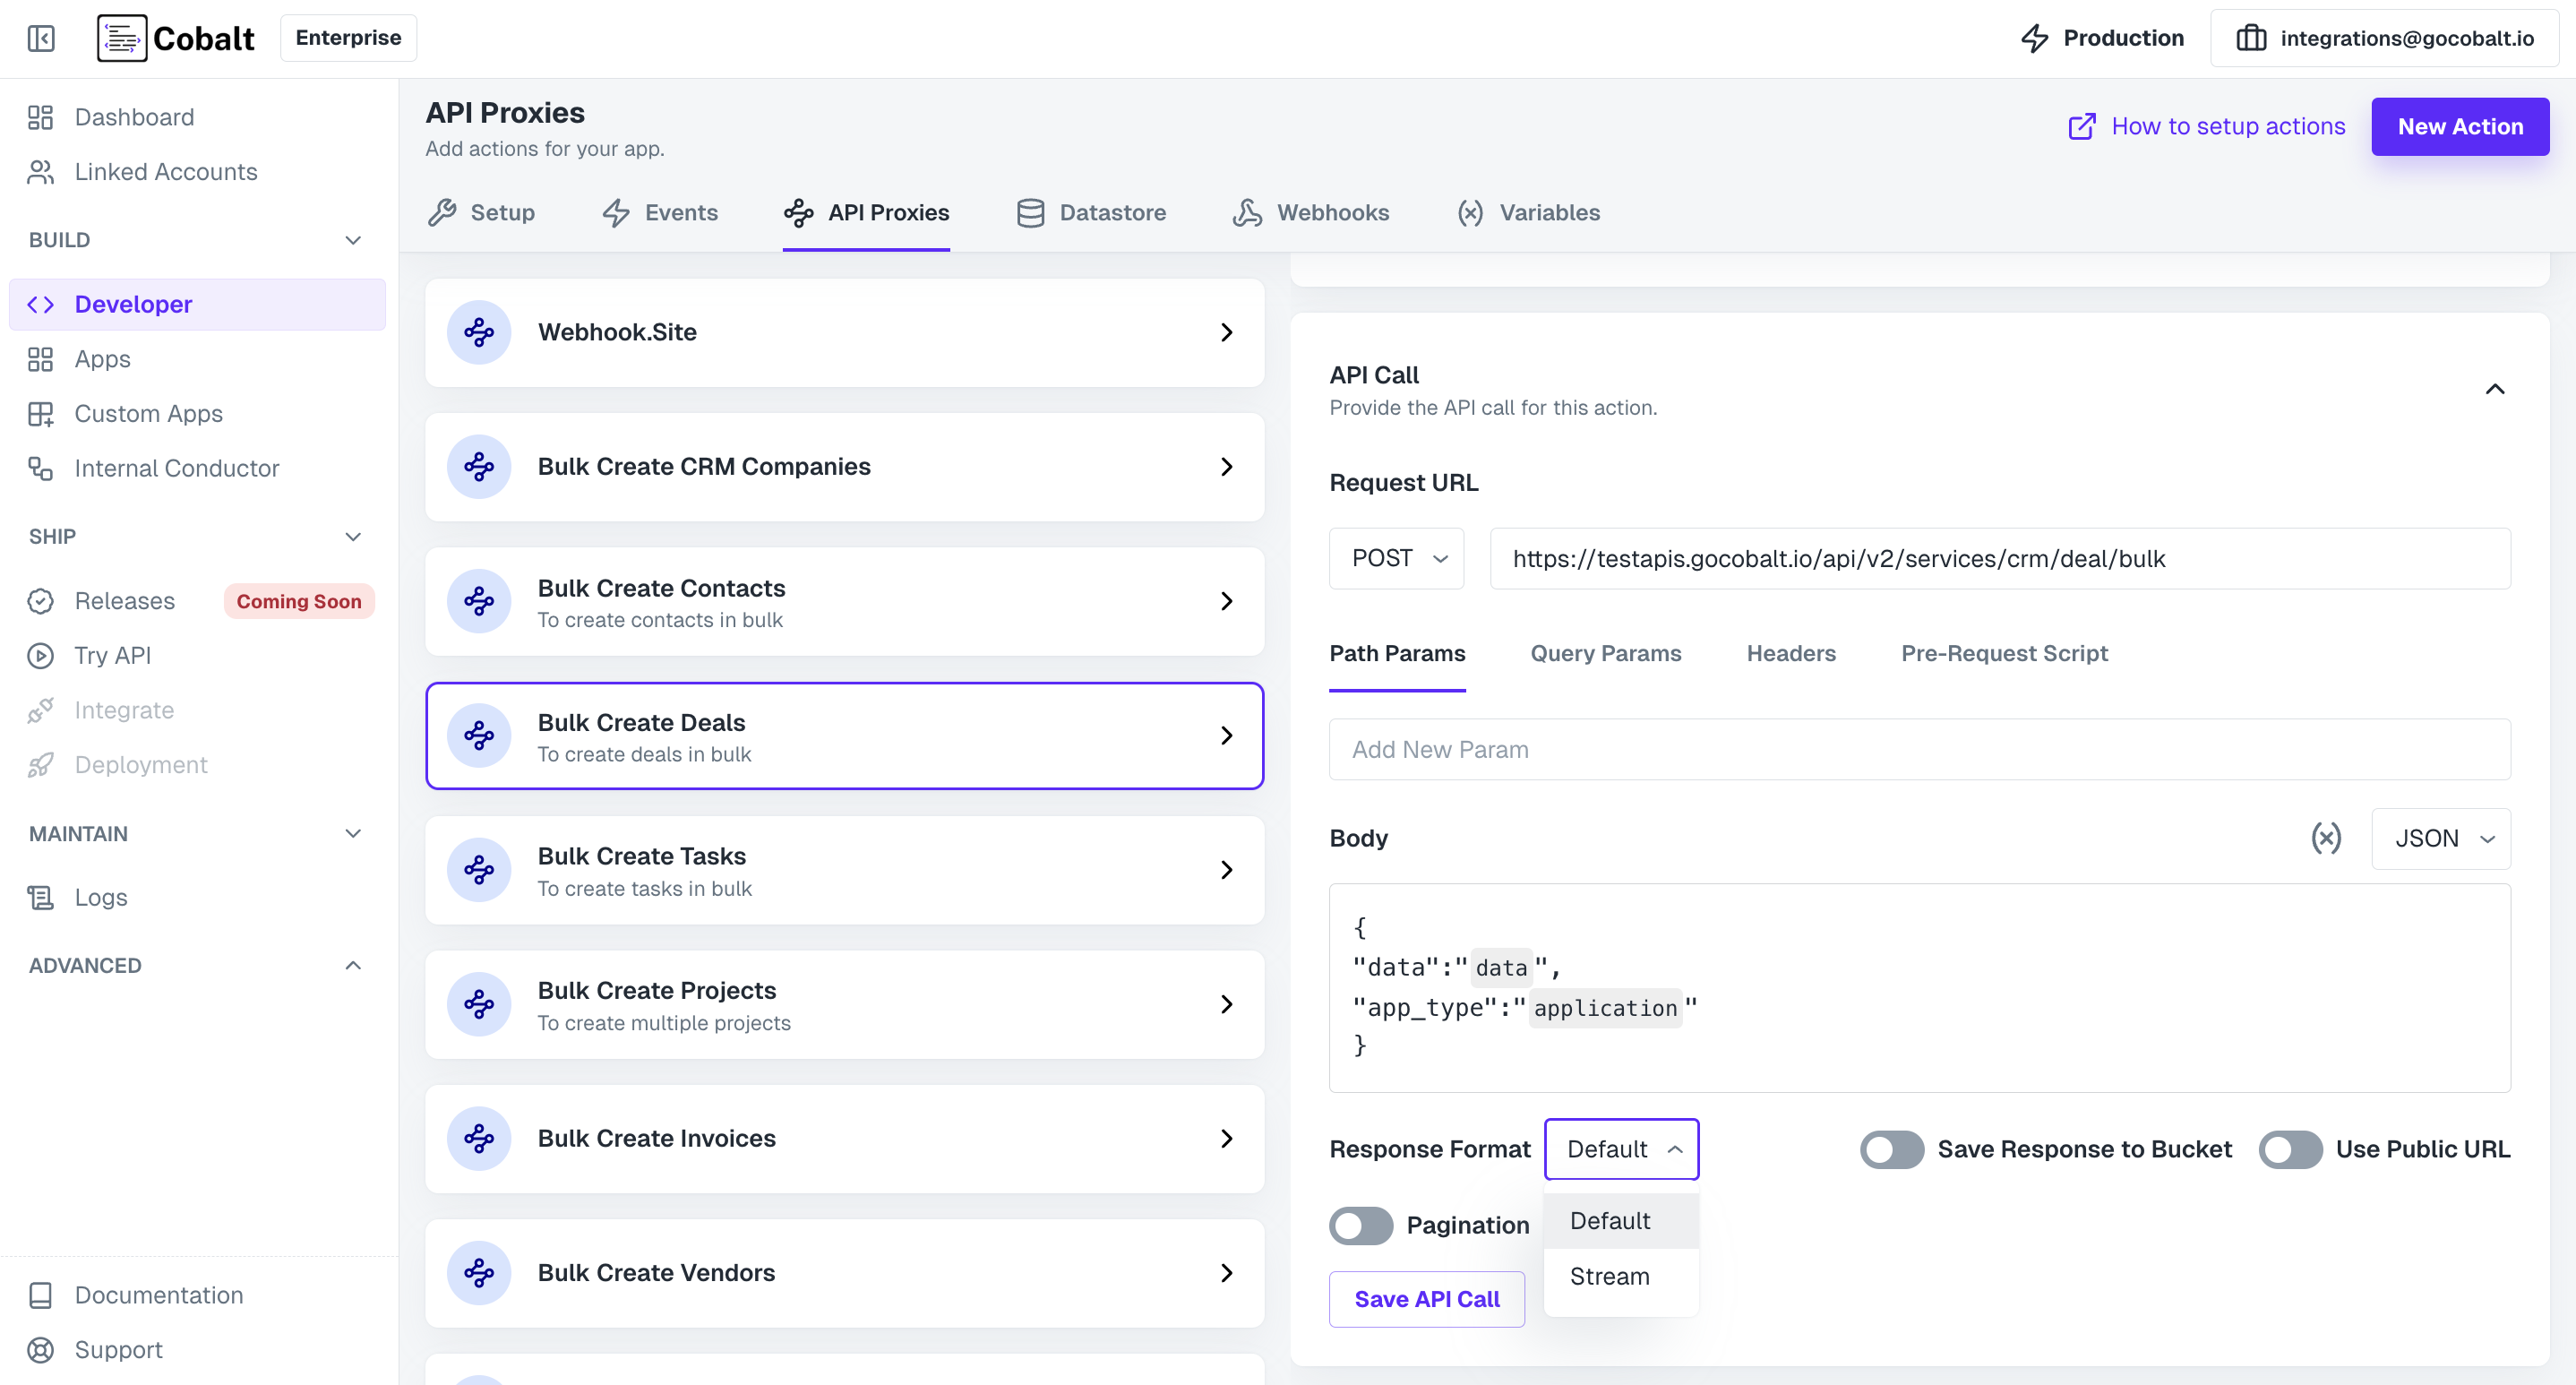 Cobalt
Enterprise
Production
integrations@gocobalt.io
Dashboard
Linked Accounts
BUILD
Developer
Apps
Custom Apps
Internal Conductor
SHIP
Releases
Coming Soon
Try API
Integrate
Deployment
MAINTAIN
Logs
ADVANCED
Documentation
Support
API Proxies
Add actions for your app.
How to setup actions
New Action
Setup
Events
API Proxies
Datastore
Webhooks
Variables
Webhook.Site
Bulk Create CRM Companies
Bulk Create Contacts
To create contacts in bulk
Bulk Create Deals
To create deals in bulk
Bulk Create Tasks
To create tasks in bulk
Bulk Create Projects
To create multiple projects
Bulk Create Invoices
Bulk Create Vendors
API Call
Provide the API call for this action.
Request URL
POST
https://testapis.gocobalt.io/api/v2/services/crm/deal/bulk
Path Params
Query Params
Headers
Pre-Request Script
Add New Param
Body
JSON
{
"data":"data",
"app_type":"application"
}
Response Format
Default
Save Response to Bucket
Use Public URL
Default
Stream
Pagination
Save API Call